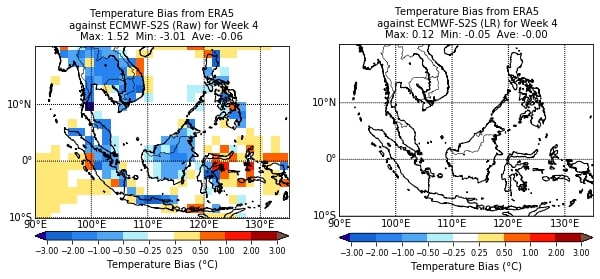 Temperature Bias from ERA5
against ECMWF-S2S (Raw) for Week 4
Max: 1.52 Min: -3.01 Ave: -0.06
10°N
0°
10°S
90°E 100°E 110°E 120°E 130°E
−3.00 −2.00 −1.00 −0.50 −0.25 0.25 0.50 1.00 2.00 3.00
Temperature Bias (°C)
Temperature Bias from ERA5
against ECMWF-S2S (LR) for Week 4
Max: 0.12 Min: -0.05 Ave: -0.00
10°N
0°
10°S
90°E 100°E 110°E 120°E 130°E
−3.00 −2.00 −1.00 −0.50 −0.25 0.25 0.50 1.00 2.00 3.00
Temperature Bias (°C)